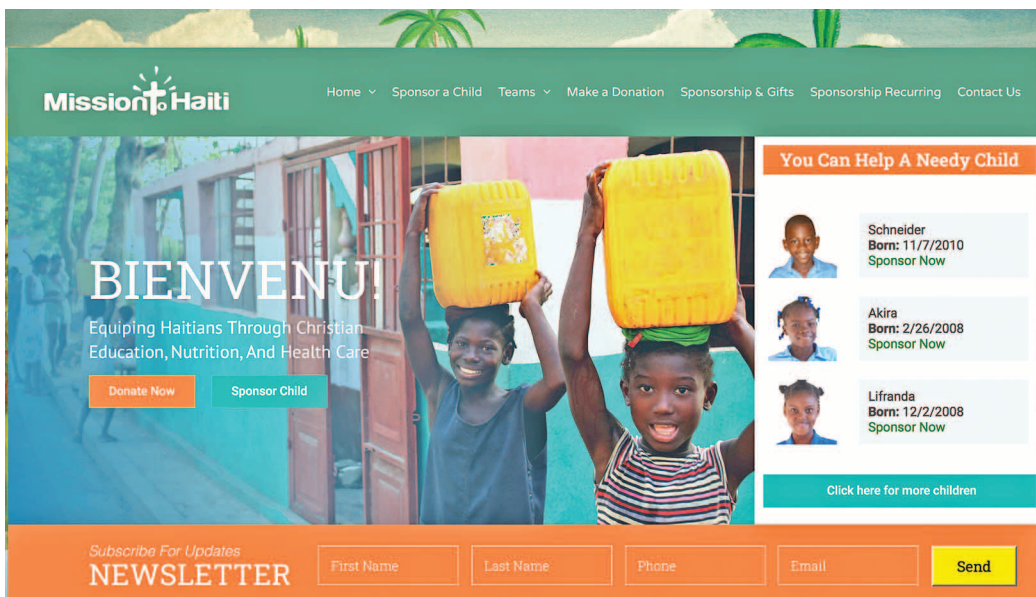 Mission To Haiti
Home Sponsor a Child Teams Make a Donation Sponsorship & Gifts Sponsorship Recurring Contact Us
BIENVENU!
Equiping Haitians Through Christian
Education, Nutrition, And Health Care
Donate Now Sponsor Child
You Can Help A Needy Child
Schneider
Born: 11/7/2010
Sponsor Now
Akira
Born: 2/26/2008
Sponsor Now
Lifranda
Born: 12/2/2008
Sponsor Now
Click here for more children
Subscribe For Updates
NEWSLETTER
First Name Last Name Phone Email Send